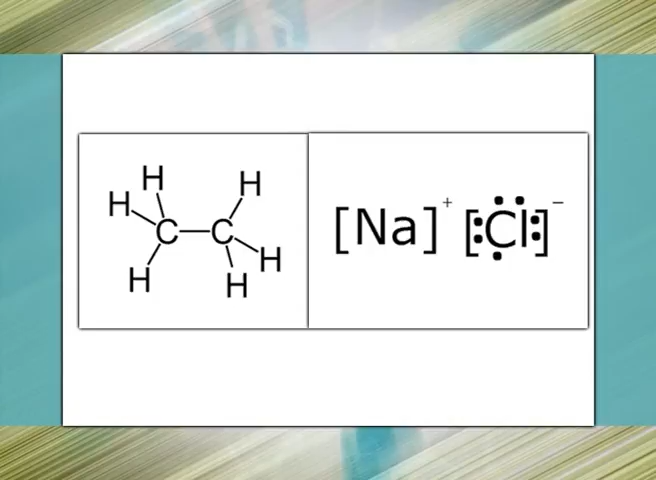 H H
H C C H
H H H
[Na]+ [Cl]−